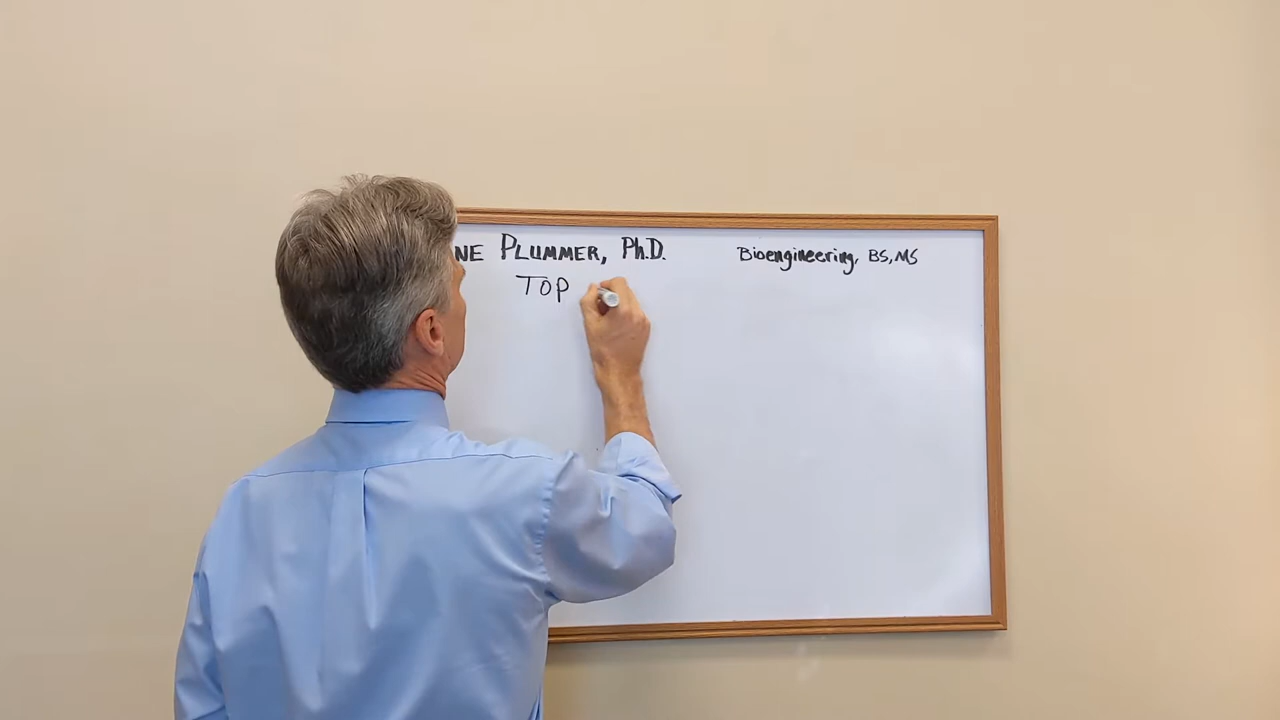 NE PLUMMER, Ph.D.
Bioengineering, BS, MS
TOP